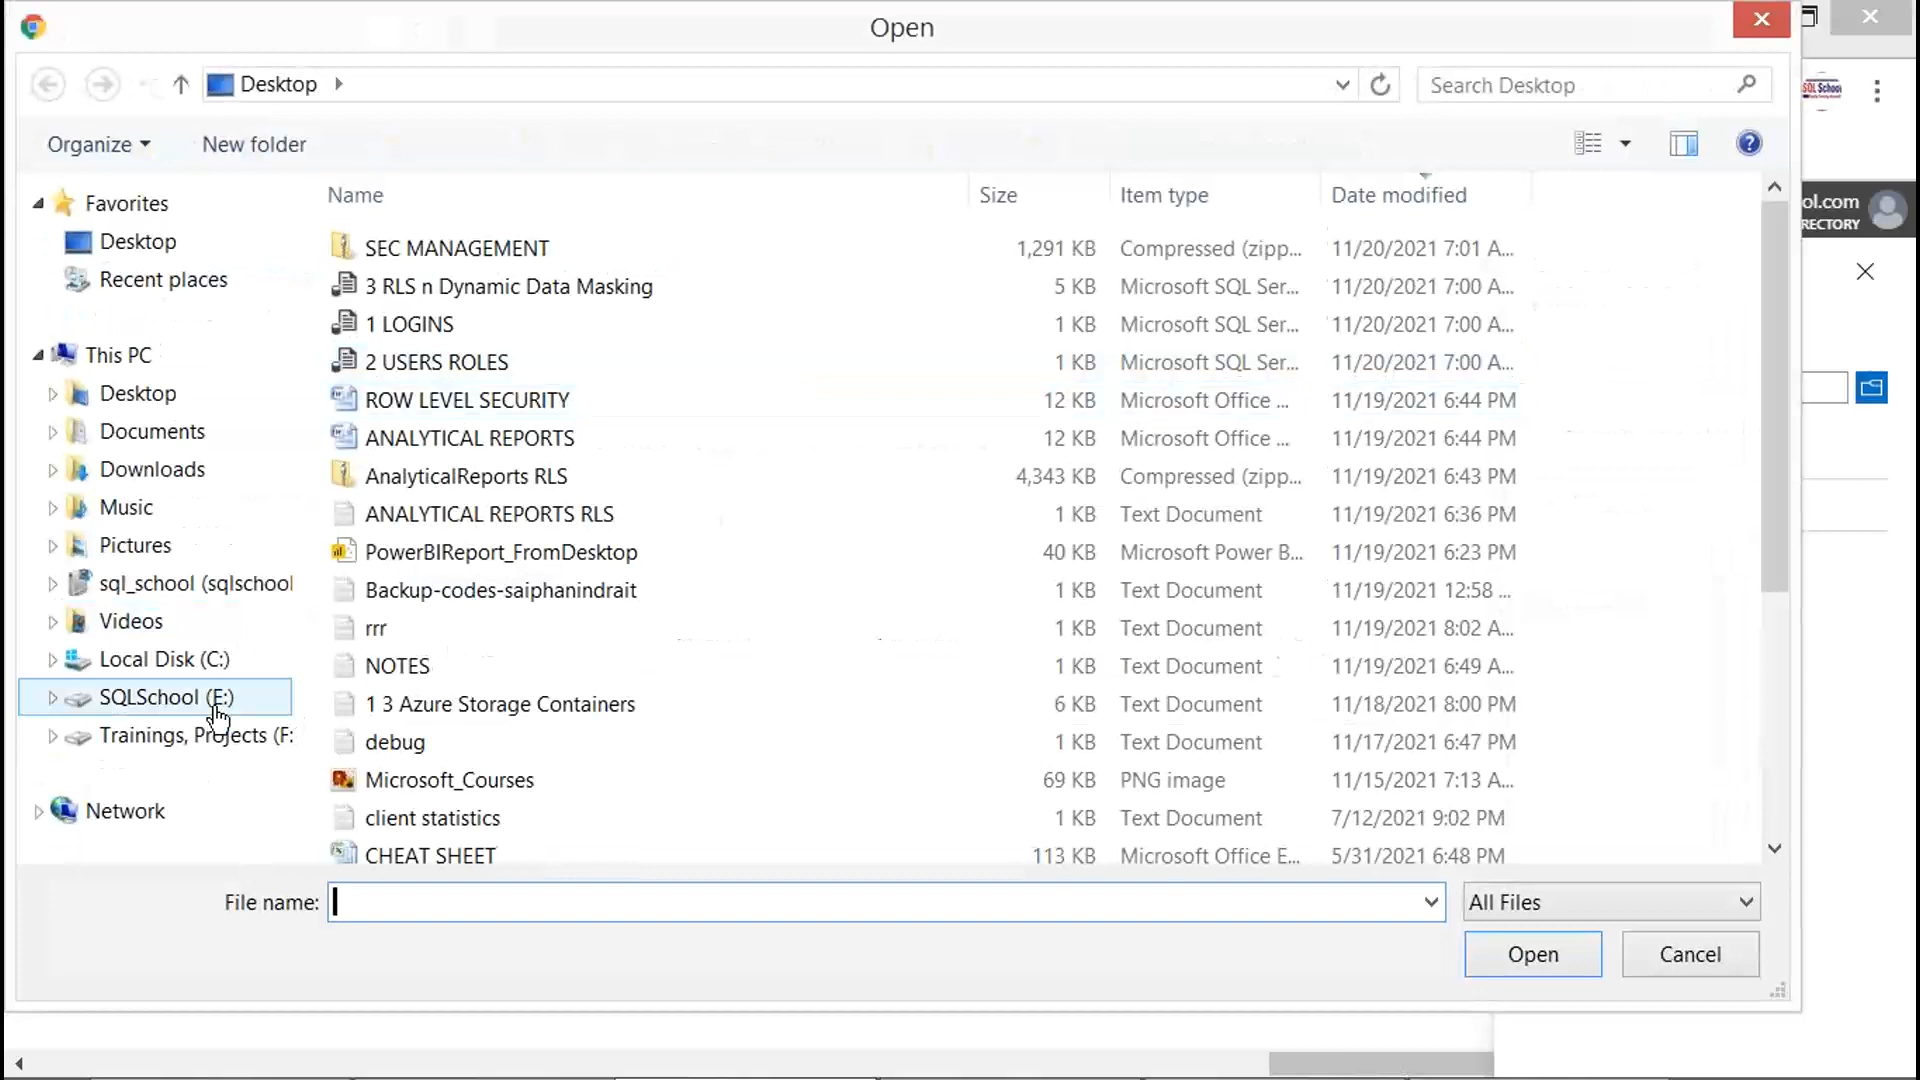 Open
Desktop
Search Desktop
SQL School
Organize
New folder
Name Size Item type Date modified
ol.com
RECTORY
Favorites
Desktop
Recent places
This PC
Desktop
Documents
Downloads
Music
Pictures
sql_school (sqlschool
Videos
Local Disk (C:)
SQLSchool (E:)
Trainings, Projects (F:
Network
SEC MANAGEMENT 1,291 KB Compressed (zipp... 11/20/2021 7:01 A...
3 RLS n Dynamic Data Masking 5 KB Microsoft SQL Ser... 11/20/2021 7:00 A...
1 LOGINS 1 KB Microsoft SQL Ser... 11/20/2021 7:00 A...
2 USERS ROLES 1 KB Microsoft SQL Ser... 11/20/2021 7:00 A...
ROW LEVEL SECURITY 12 KB Microsoft Office ... 11/19/2021 6:44 PM
ANALYTICAL REPORTS 12 KB Microsoft Office ... 11/19/2021 6:44 PM
AnalyticalReports RLS 4,343 KB Compressed (zipp... 11/19/2021 6:43 PM
ANALYTICAL REPORTS RLS 1 KB Text Document 11/19/2021 6:36 PM
PowerBIReport_FromDesktop 40 KB Microsoft Power B... 11/19/2021 6:23 PM
Backup-codes-saiphanindrait 1 KB Text Document 11/19/2021 12:58 ...
rrr 1 KB Text Document 11/19/2021 8:02 A...
NOTES 1 KB Text Document 11/19/2021 6:49 A...
1 3 Azure Storage Containers 6 KB Text Document 11/18/2021 8:00 PM
debug 1 KB Text Document 11/17/2021 6:47 PM
Microsoft_Courses 69 KB PNG image 11/15/2021 7:13 A...
client statistics 1 KB Text Document 7/12/2021 9:02 PM
CHEAT SHEET 113 KB Microsoft Office E... 5/31/2021 6:48 PM
File name:
All Files
Open
Cancel